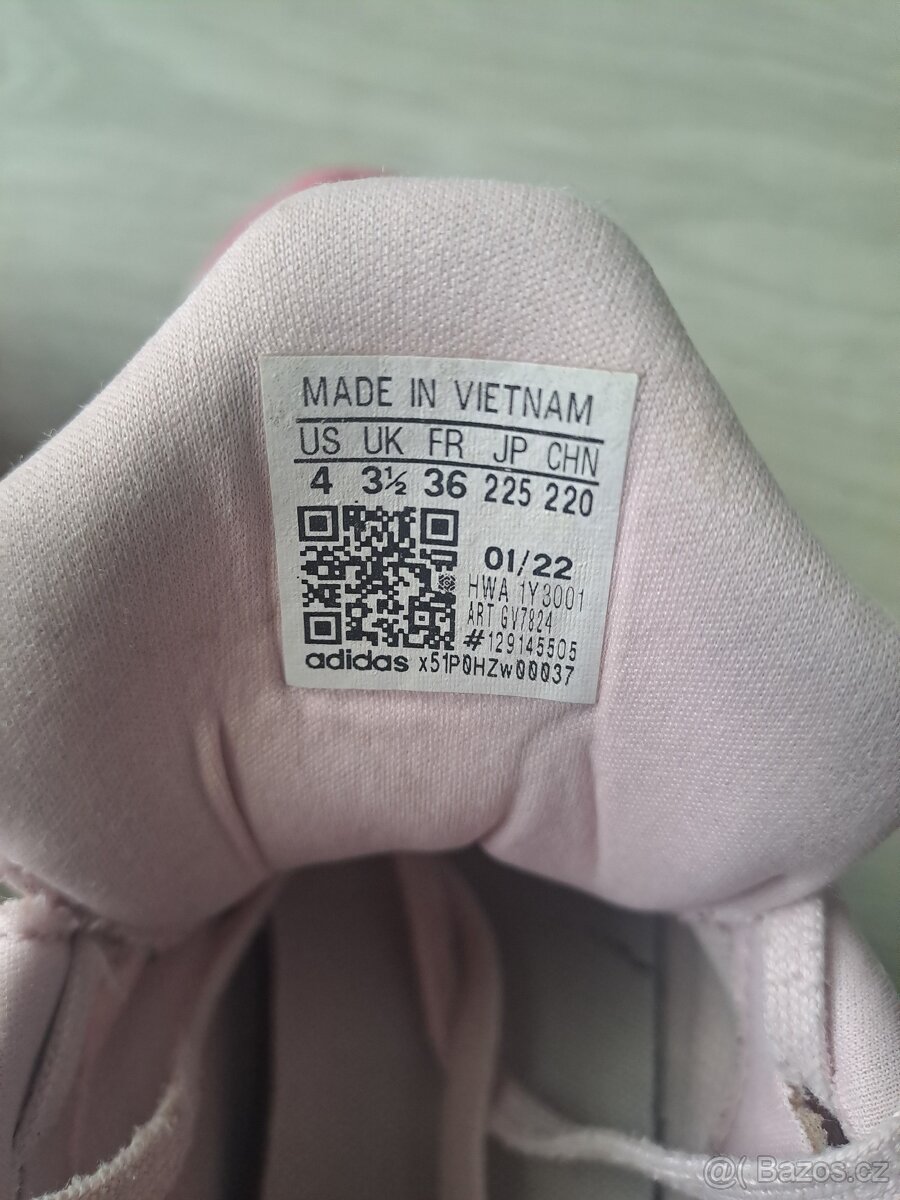 MADE IN VIETNAM
US UK FR JP CHN
4 3½ 36 225 220
01/22
HWA 1Y3001
ART GV7824
#129145505
adidas x51P0HZw00037
@( Bazos.cz